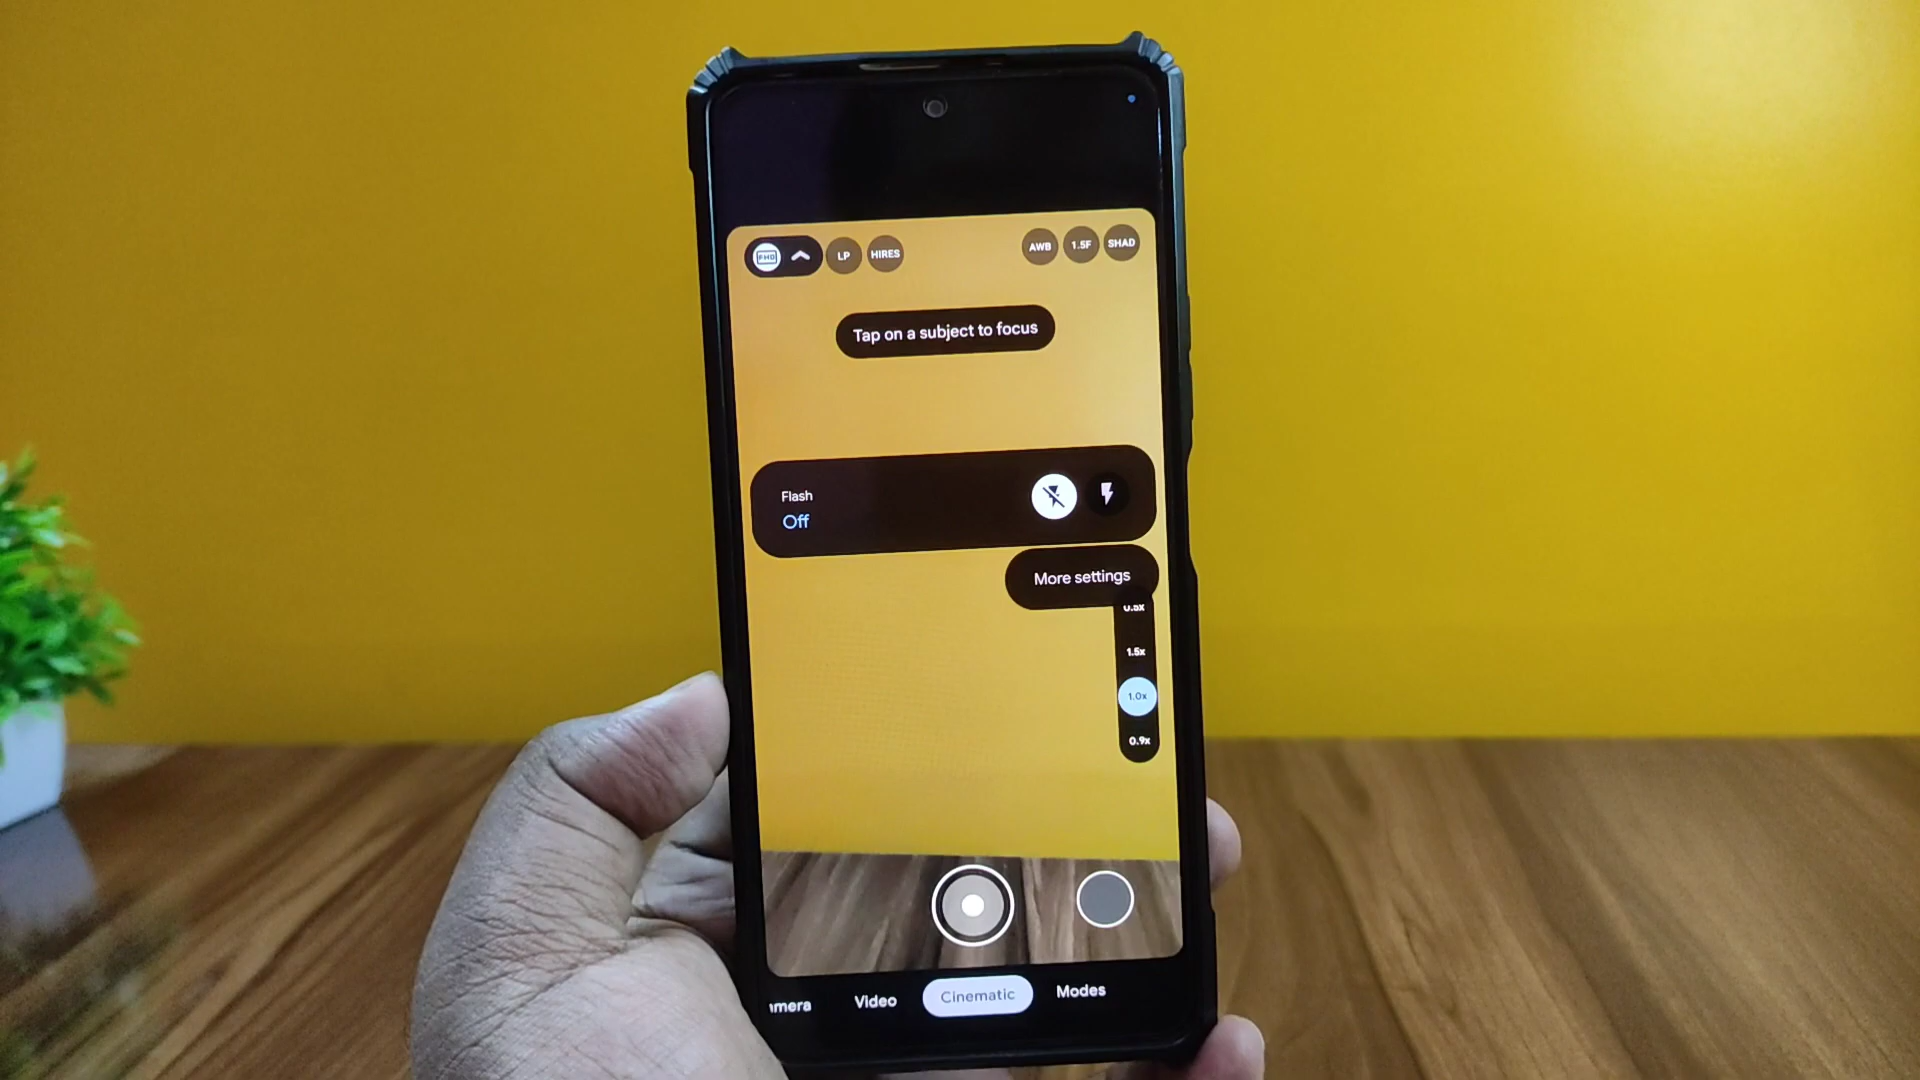 FHD LP HIRES AWB 1.5F SHAD
Tap on a subject to focus
Flash
Off
More settings
1.5x
1.0x
0.9x
Video Cinematic Modes